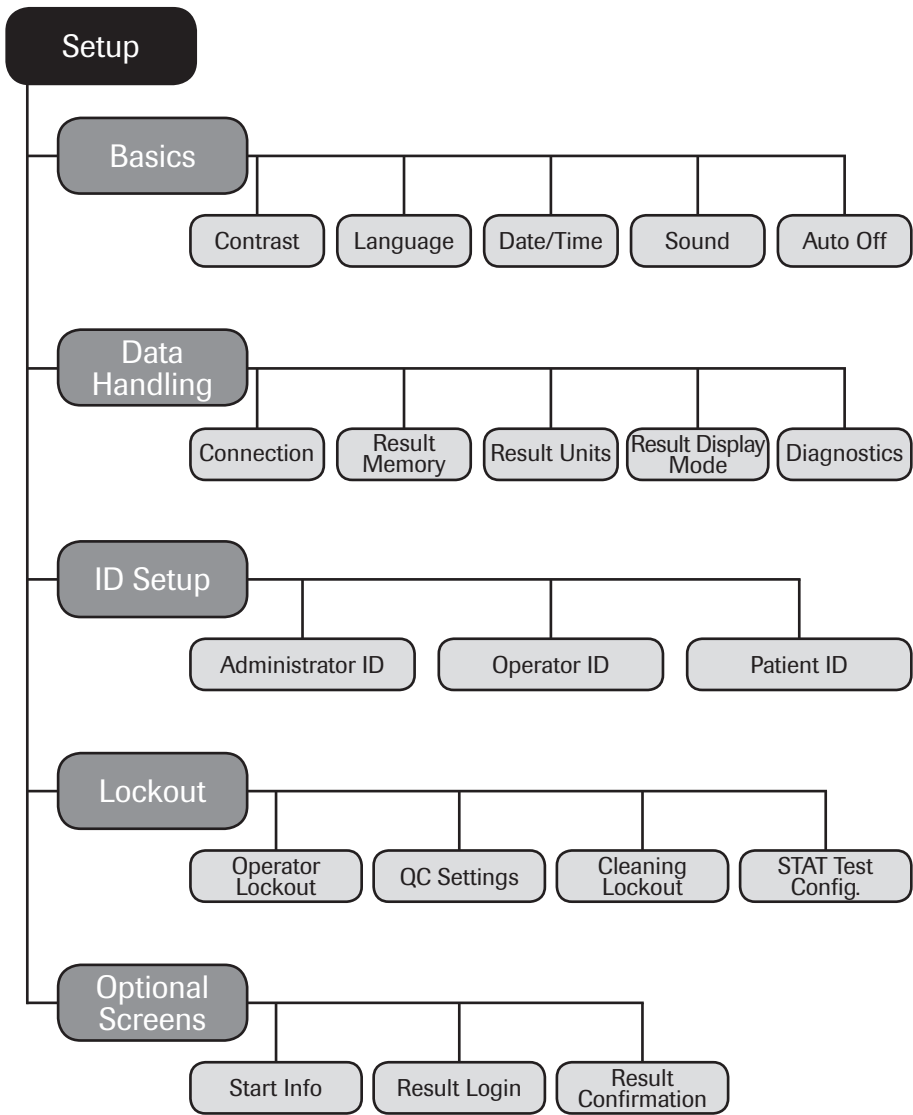 Setup
Basics
Contrast
Language
Date/Time
Sound
Auto Off
Data
Handling
Connection
Result
Memory
Result Units
Result Display
Mode
Diagnostics
ID Setup
Administrator ID
Operator ID
Patient ID
Lockout
Operator
Lockout
QC Settings
Cleaning
Lockout
STAT Test
Config.
Optional
Screens
Start Info
Result Login
Result
Confirmation